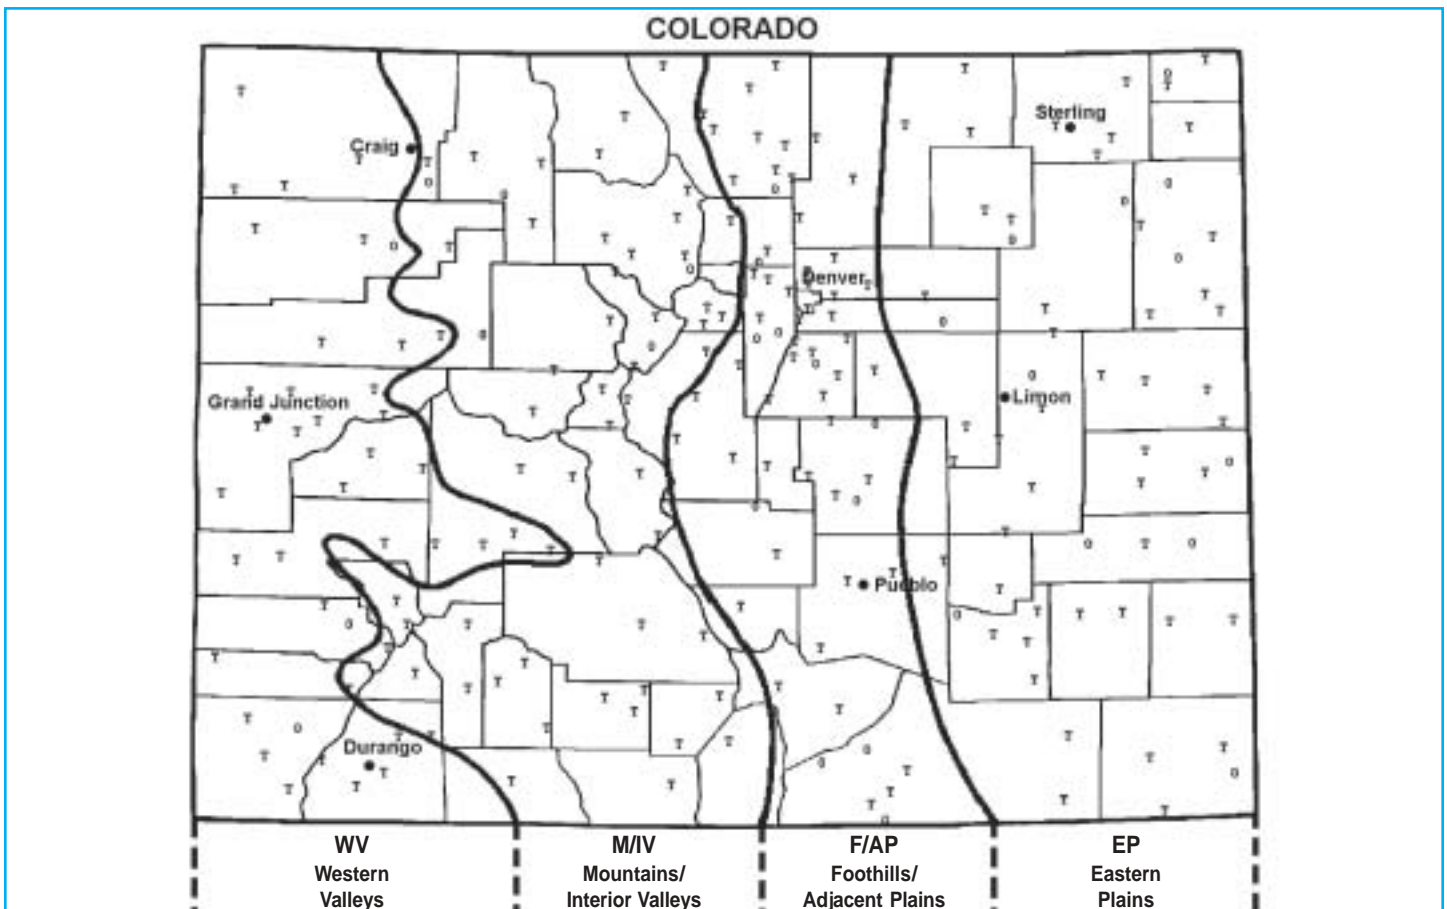 COLORADO
Sterling
Craig
Denver
Grand Junction
Limon
Pueblo
Durango
WV
Western
Valleys
M/IV
Mountains/
Interior Valleys
F/AP
Foothills/
Adjacent Plains
EP
Eastern
Plains